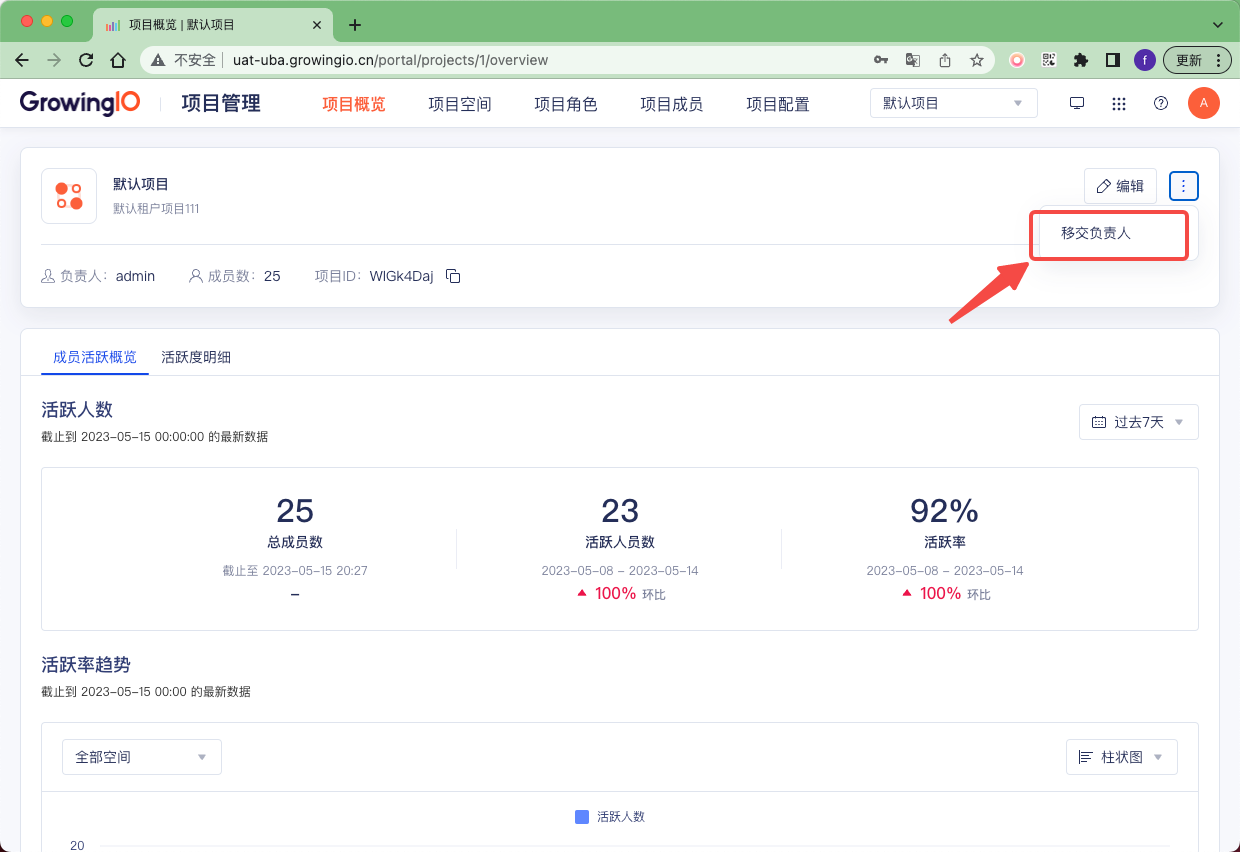 项目概览 | 默认项目
不安全 uat-uba.growingio.cn/portal/projects/1/overview
f
更新
GrowingIO 项目管理 项目概览 项目空间 项目角色 项目成员 项目配置 默认项目 A
默认项目
默认租户项目111
编辑
移交负责人
负责人: admin 成员数: 25 项目ID: WlGk4Daj
成员活跃概览 活跃度明细
活跃人数
截止到 2023-05-15 00:00:00 的最新数据
过去7天
25 23 92%
总成员数 活跃人员数 活跃率
截止至 2023-05-15 20:27 2023-05-08 - 2023-05-14 2023-05-08 - 2023-05-14
- 100% 环比 100% 环比
活跃率趋势
截止到 2023-05-15 00:00 的最新数据
全部空间 柱状图
活跃人数
20